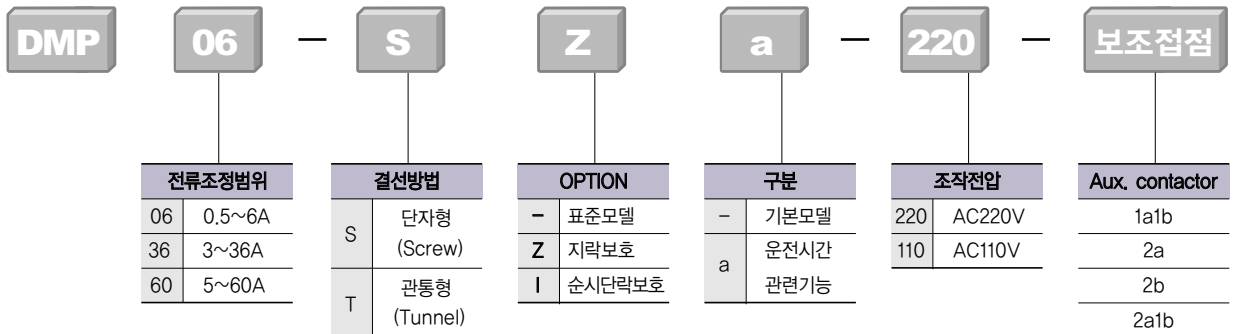 DMP 06 — S Z a — 220 — 보조접점
전류조정범위
06 0.5~6A
36 3~36A
60 5~60A
결선방법
S 단자형
(Screw)
T 관통형
(Tunnel)
OPTION
– 표준모델
Z 지락보호
I 순시단락보호
구분
– 기본모델
a 운전시간
관련기능
조작전압
220 AC220V
110 AC110V
Aux. contactor
1a1b
2a
2b
2a1b